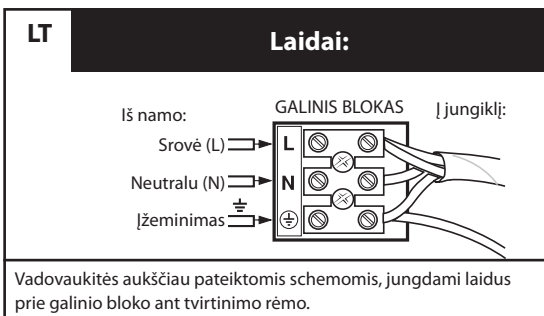 LT
Laidai:
Iš namo:
GALINIS BLOKAS
Į jungiklį:
Srovė (L)
L
Neutralu (N)
N
Įžeminimas
Vadovaukitės aukščiau pateiktomis schemomis, jungdami laidus
prie galinio bloko ant tvirtinimo rėmo.